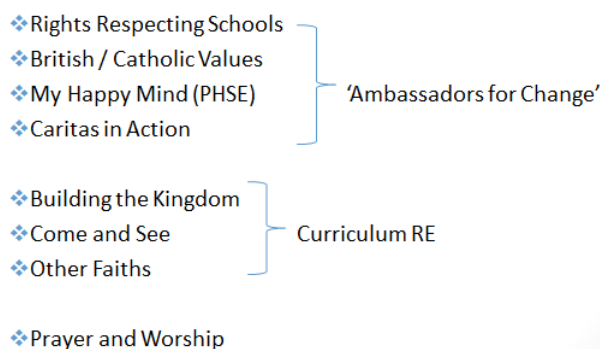 ❖Rights Respecting Schools
❖British / Catholic Values
❖My Happy Mind (PHSE)
❖Caritas in Action
‘Ambassadors for Change’
❖Building the Kingdom
❖Come and See
❖Other Faiths
Curriculum RE
❖Prayer and Worship